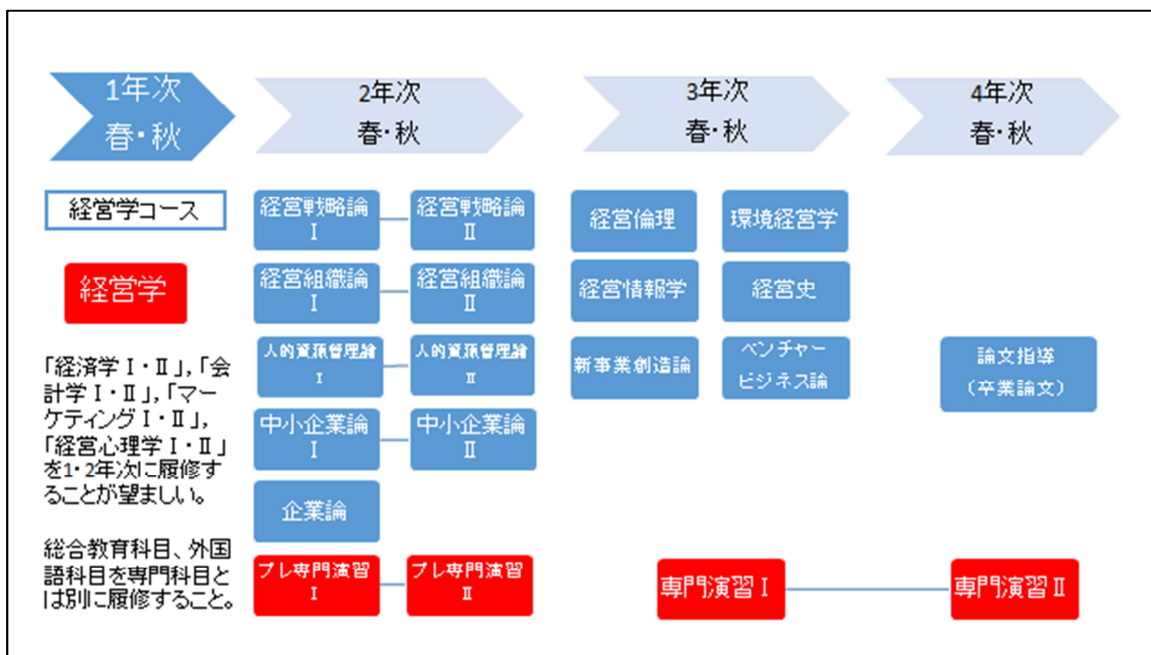 1年次
春・秋
2年次
春・秋
3年次
春・秋
4年次
春・秋
経営学コース
経営学
「経済学Ⅰ・Ⅱ」,「会
計学Ⅰ・Ⅱ」,「マー
ケティングⅠ・Ⅱ」,
「経営心理学Ⅰ・Ⅱ」
を1・2年次に履修す
ることが望ましい。
総合教育科目、外国
語科目を専門科目と
は別に履修すること。
経営戦略論
Ⅰ
経営戦略論
Ⅱ
経営組織論
Ⅰ
経営組織論
Ⅱ
人的資源管理論
Ⅰ
人的資源管理論
Ⅱ
中小企業論
Ⅰ
中小企業論
Ⅱ
企業論
プレ専門演習
Ⅰ
プレ専門演習
Ⅱ
経営倫理
環境経営学
経営情報学
経営史
新事業創造論
ベンチャー
ビジネス論
専門演習Ⅰ
論文指導
(卒業論文)
専門演習Ⅱ